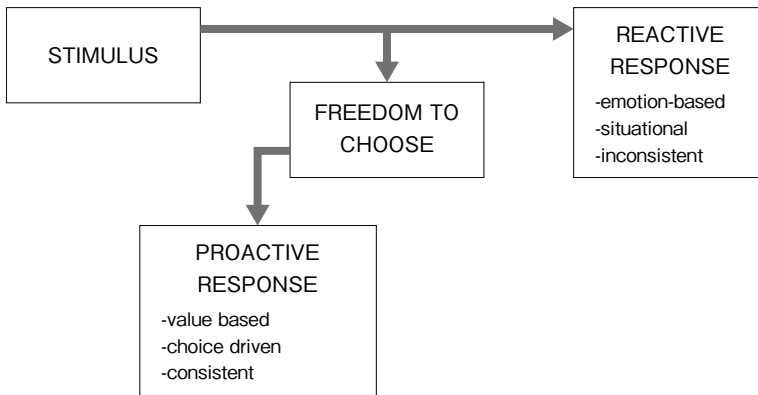 STIMULUS
REACTIVE
RESPONSE
-emotion-based
-situational
-inconsistent
FREEDOM TO
CHOOSE
PROACTIVE
RESPONSE
-value based
-choice driven
-consistent